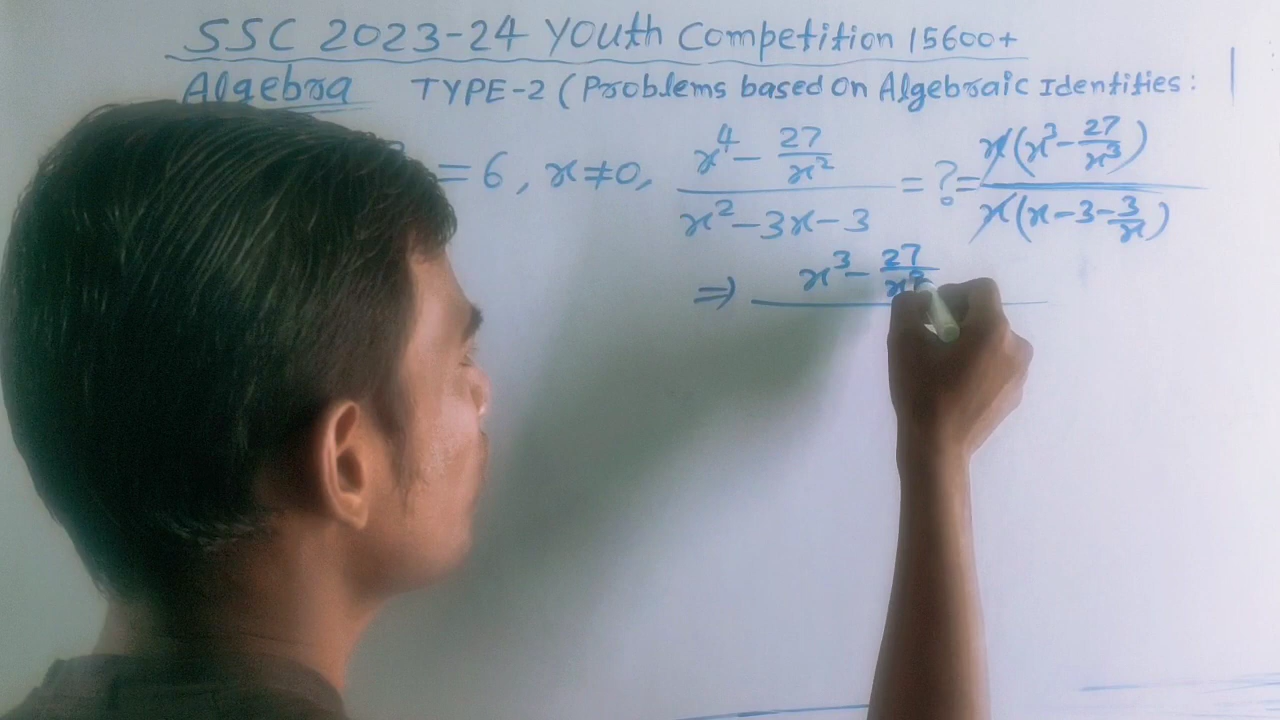 SSC 2023-24 Youth Competition 15600+
Algebra TYPE-2 (Problems based on Algebraic Identities:
= 6, x≠0, (x⁴ - 27/x²)/(x² - 3x - 3) = ? = x(x³ - 27/x³)/x(x - 3 - 3/x)
⇒ x³ - 27/x³